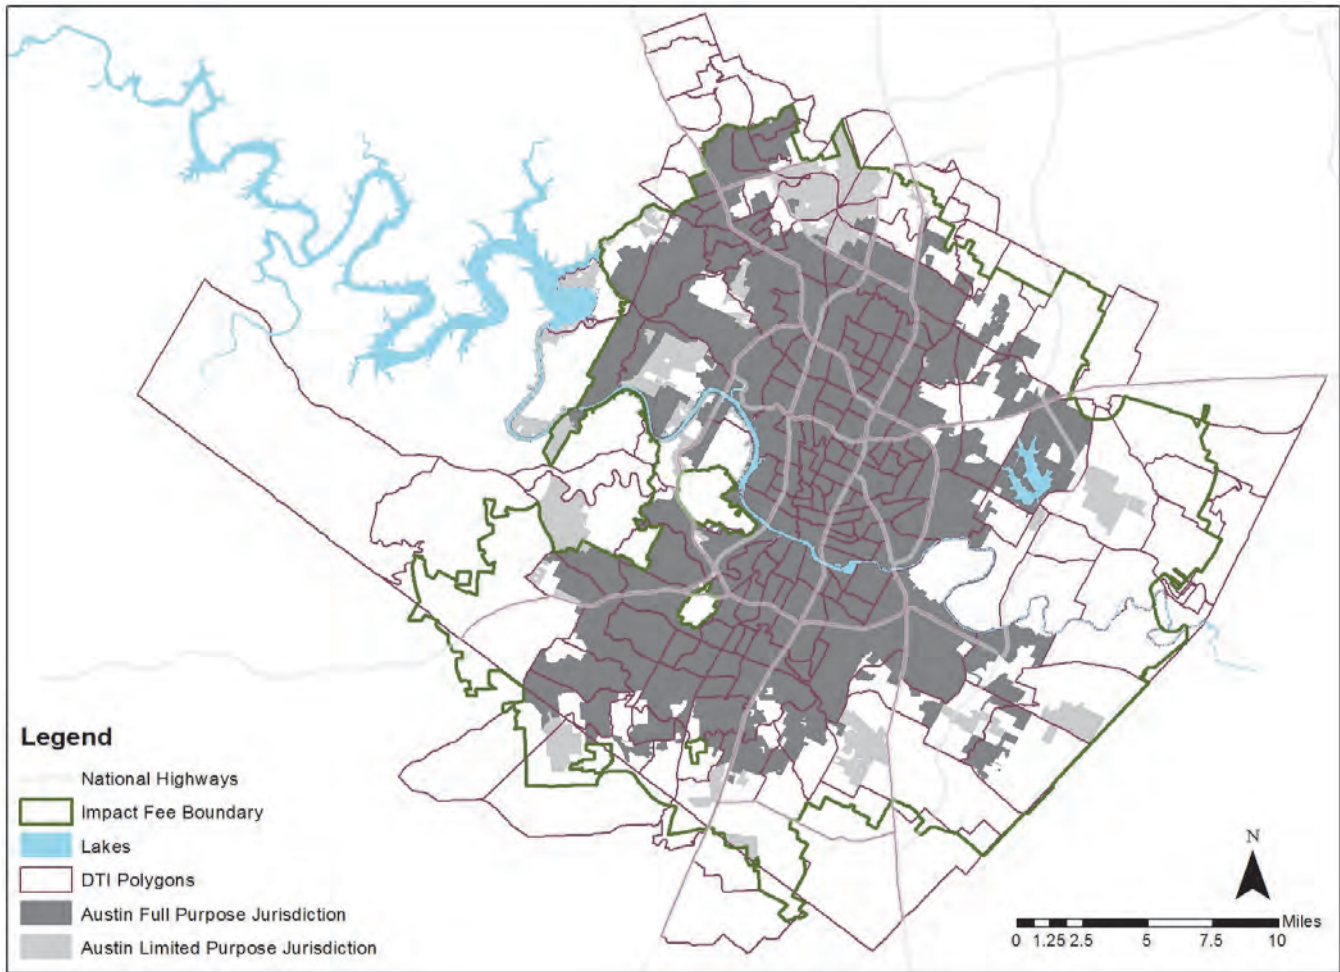 Legend
National Highways
Impact Fee Boundary
Lakes
DTI Polygons
Austin Full Purpose Jurisdiction
Austin Limited Purpose Jurisdiction
N
Miles
0 1.25 2.5 5 7.5 10